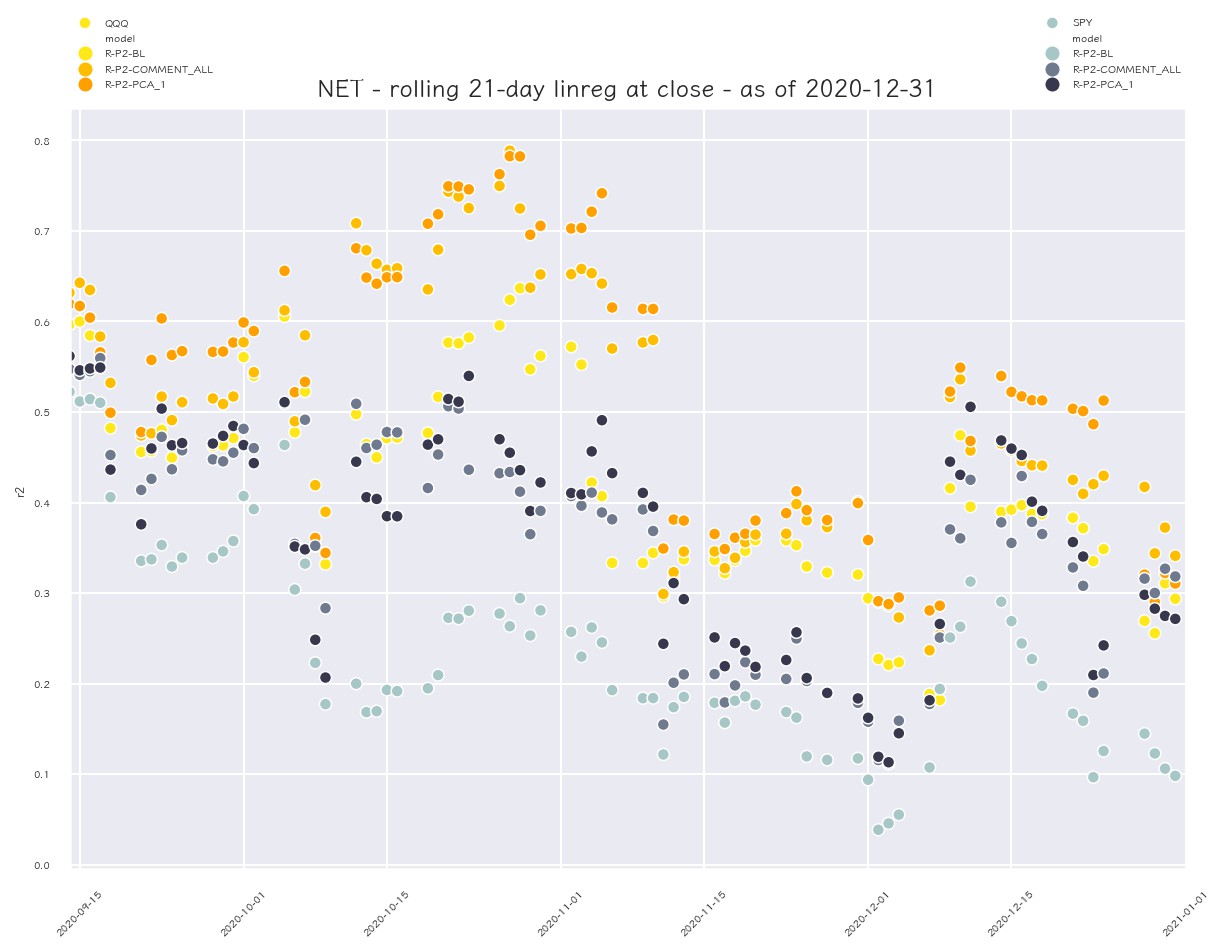 QQQ
model
R-P2-BL
R-P2-COMMENT_ALL
R-P2-PCA_1
SPY
model
R-P2-BL
R-P2-COMMENT_ALL
R-P2-PCA_1
NET - rolling 21-day linreg at close - as of 2020-12-31
0.8
0.7
0.6
0.5
0.4
0.3
0.2
0.1
0.0
r2
2020-09-15
2020-10-01
2020-10-15
2020-11-01
2020-11-15
2020-12-01
2020-12-15
2021-01-01